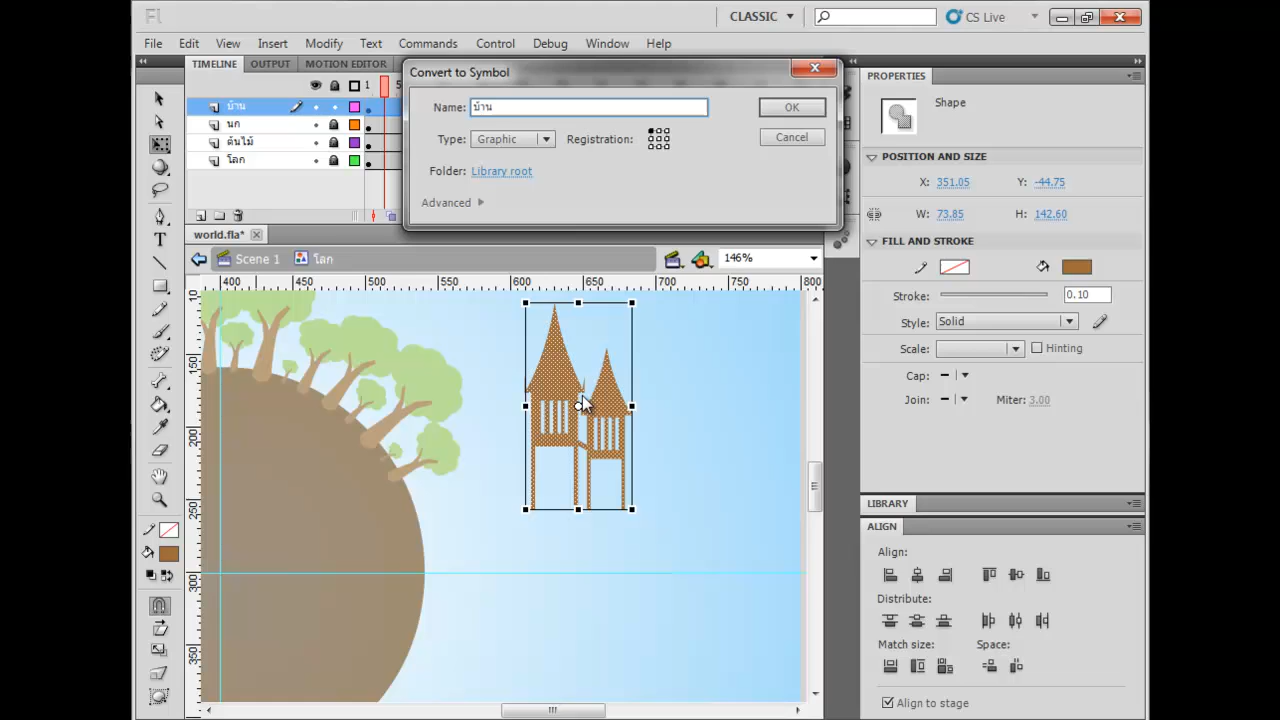 Fl CLASSIC CS Live
File Edit View Insert Modify Text Commands Control Debug Window Help
TIMELINE OUTPUT MOTION EDITOR
1 5
บ้าน
นก
ต้นไม้
โลก
Convert to Symbol
Name: บ้าน OK
Type: Graphic Registration: Cancel
Folder: Library root
Advanced
PROPERTIES
Shape
POSITION AND SIZE
X: 351.05 Y: -44.75
W: 73.85 H: 142.60
FILL AND STROKE
Stroke: 0.10
Style: Solid
Scale: Hinting
Cap:
Join: Miter: 3.00
LIBRARY
ALIGN
Align:
Distribute:
Match size: Space:
Align to stage
world.fla*
Scene 1 โลก 146%
400 450 500 550 600 650 700 750 800
150
200
250
300
350